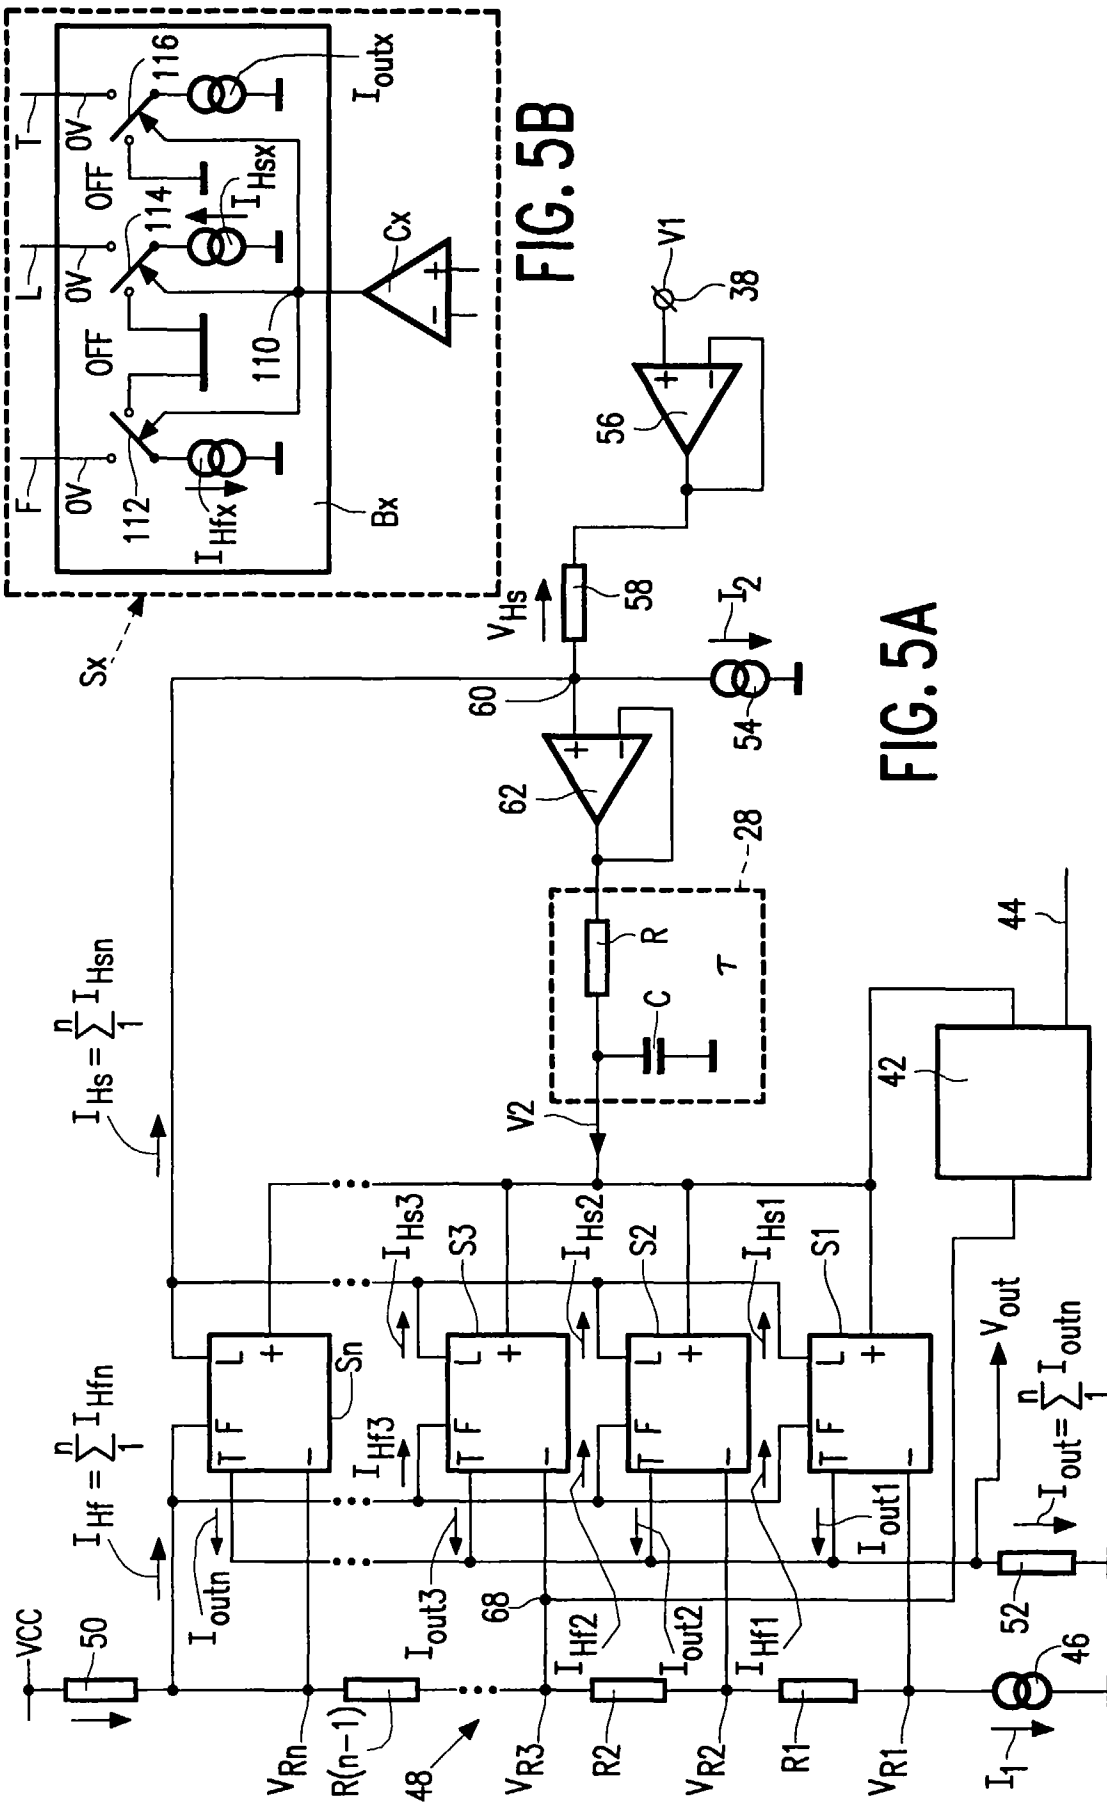 Sx
F
L
T
0V
OFF
0V
OFF
0V
112
114
116
I_Hfx
I_Hsx
I_outx
110
Bx
Cx
FIG. 5B
VCC
50
I_Hf = ∑ I_Hfn
n
1
I_Hs = ∑ I_Hsn
n
1
I_outn
T F L
- +
Sn
V_Rn
R(n-1)
48
I_out3
I_Hf3
I_Hs3
T F L
- +
S3
68
V_R3
R2
I_Hf2
I_out2
I_Hs2
T F L
- +
S2
V_R2
R1
I_Hf1
I_Hs1
T F L
- +
S1
I_out1
V_R1
I_1
46
52
V_out
I_out = ∑ I_outn
n
1
V2
C
R
τ
28
62
+
-
60
V_Hs
58
54
I_2
56
+
-
V1
38
42
44
FIG. 5A